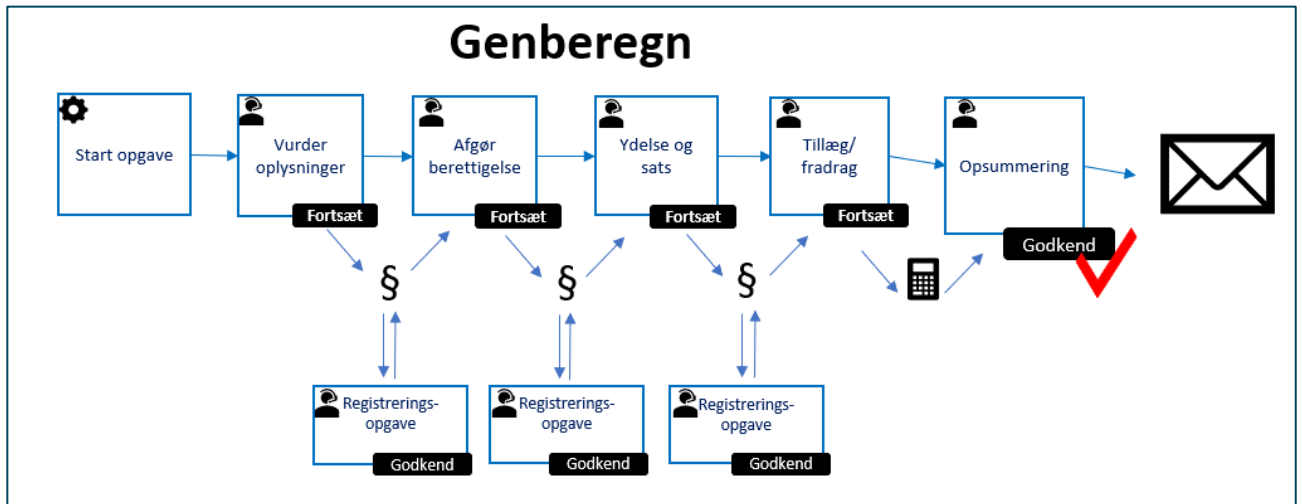 Genberegn
Start opgave
Vurder
oplysninger
Fortsæt
Afgør
berettigelse
Fortsæt
Ydelse og
sats
Fortsæt
Tillæg/
fradrag
Fortsæt
Opsummering
Godkend
§
§
§
Registrerings-
opgave
Godkend
Registrerings-
opgave
Godkend
Registrerings-
opgave
Godkend